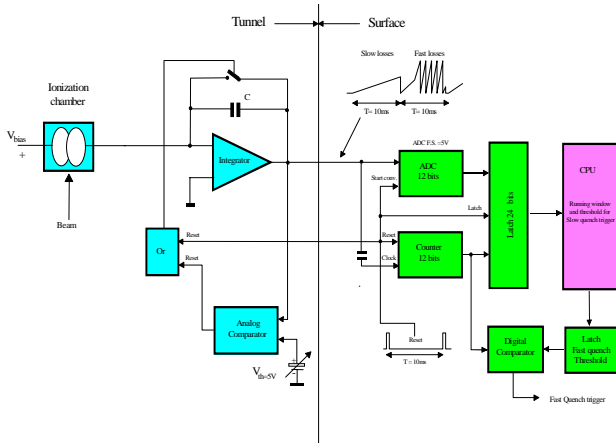 Tunnel
Surface
Slow losses
Fast losses
Ionization
chamber
C
T= 10ms
T= 10ms
Vbias
+
Integrator
ADC F.S. =5V
ADC
12 bits
Start conv.
Latch 24 bits
CPU
Running window
and threshold for
Slow quench trigger
Beam
Latch
Or
Reset
Reset
Reset
Counter
12 bits
Clock
Analog
Comparator
+
-
Vth=5V
Reset
T = 10ms
Digital
Comparator
Latch
Fast quench
Threshold
Fast Quench trigger